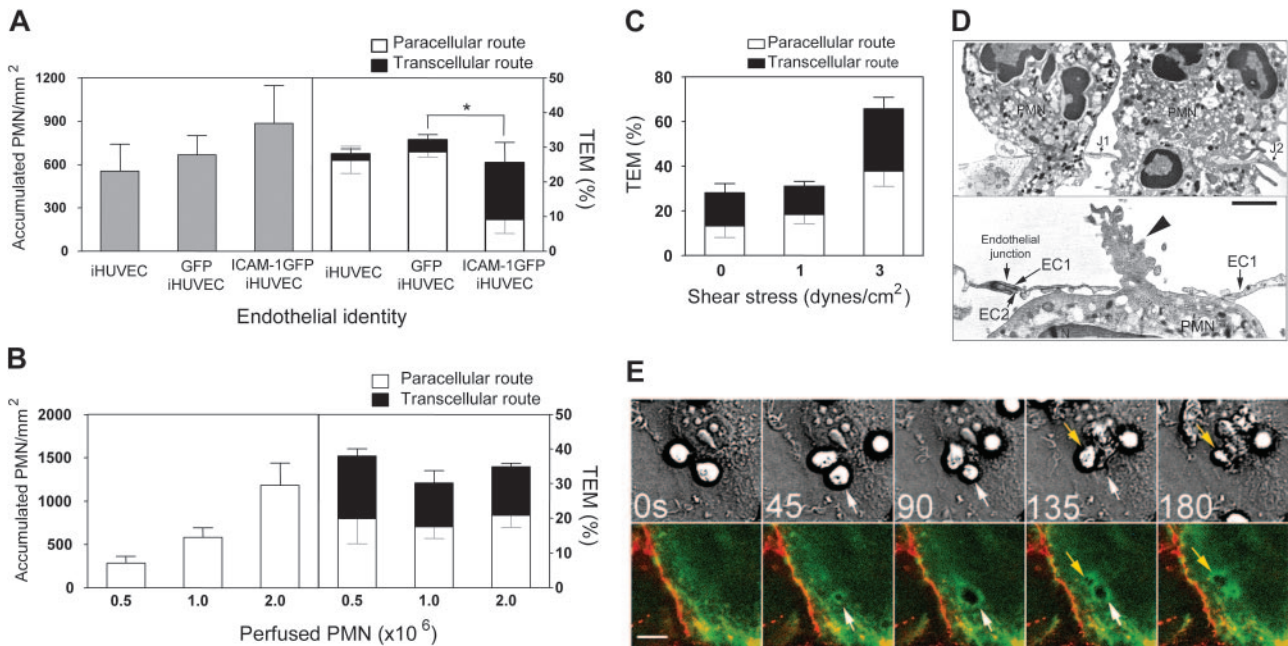 A
Paracellular route
Transcellular route
Accumulated PMN/mm2
1200
900
600
300
0
50
40
30
20
10
0
TEM (%)
*
iHUVEC
GFP
iHUVEC
ICAM-1GFP
iHUVEC
iHUVEC
GFP
iHUVEC
ICAM-1GFP
iHUVEC
Endothelial identity
B
Paracellular route
Transcellular route
Accumulated PMN/mm2
2000
1500
1000
500
0
50
40
30
20
10
0
TEM (%)
0.5 1.0 2.0 0.5 1.0 2.0
Perfused PMN (x10 6)
C
Paracellular route
Transcellular route
TEM (%)
80
60
40
20
0
0 1 3
Shear stress (dynes/cm2)
D
PMN
PMN
J1
J2
Endothelial
junction
EC1
EC1
EC2
PMN
N
E
0s 45 90 135 180